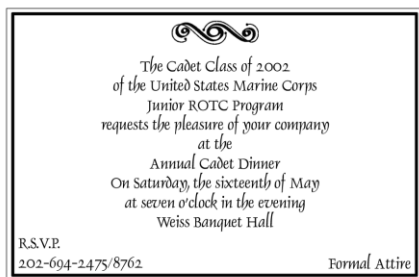 The Cadet Class of 2002
of the United States Marine Corps
Junior ROTC Program
requests the pleasure of your company
at the
Annual Cadet Dinner
On Saturday, the sixteenth of May
at seven o'clock in the evening
Weiss Banquet Hall
R.S.V.P.
202-694-2475/8762 Formal Attire